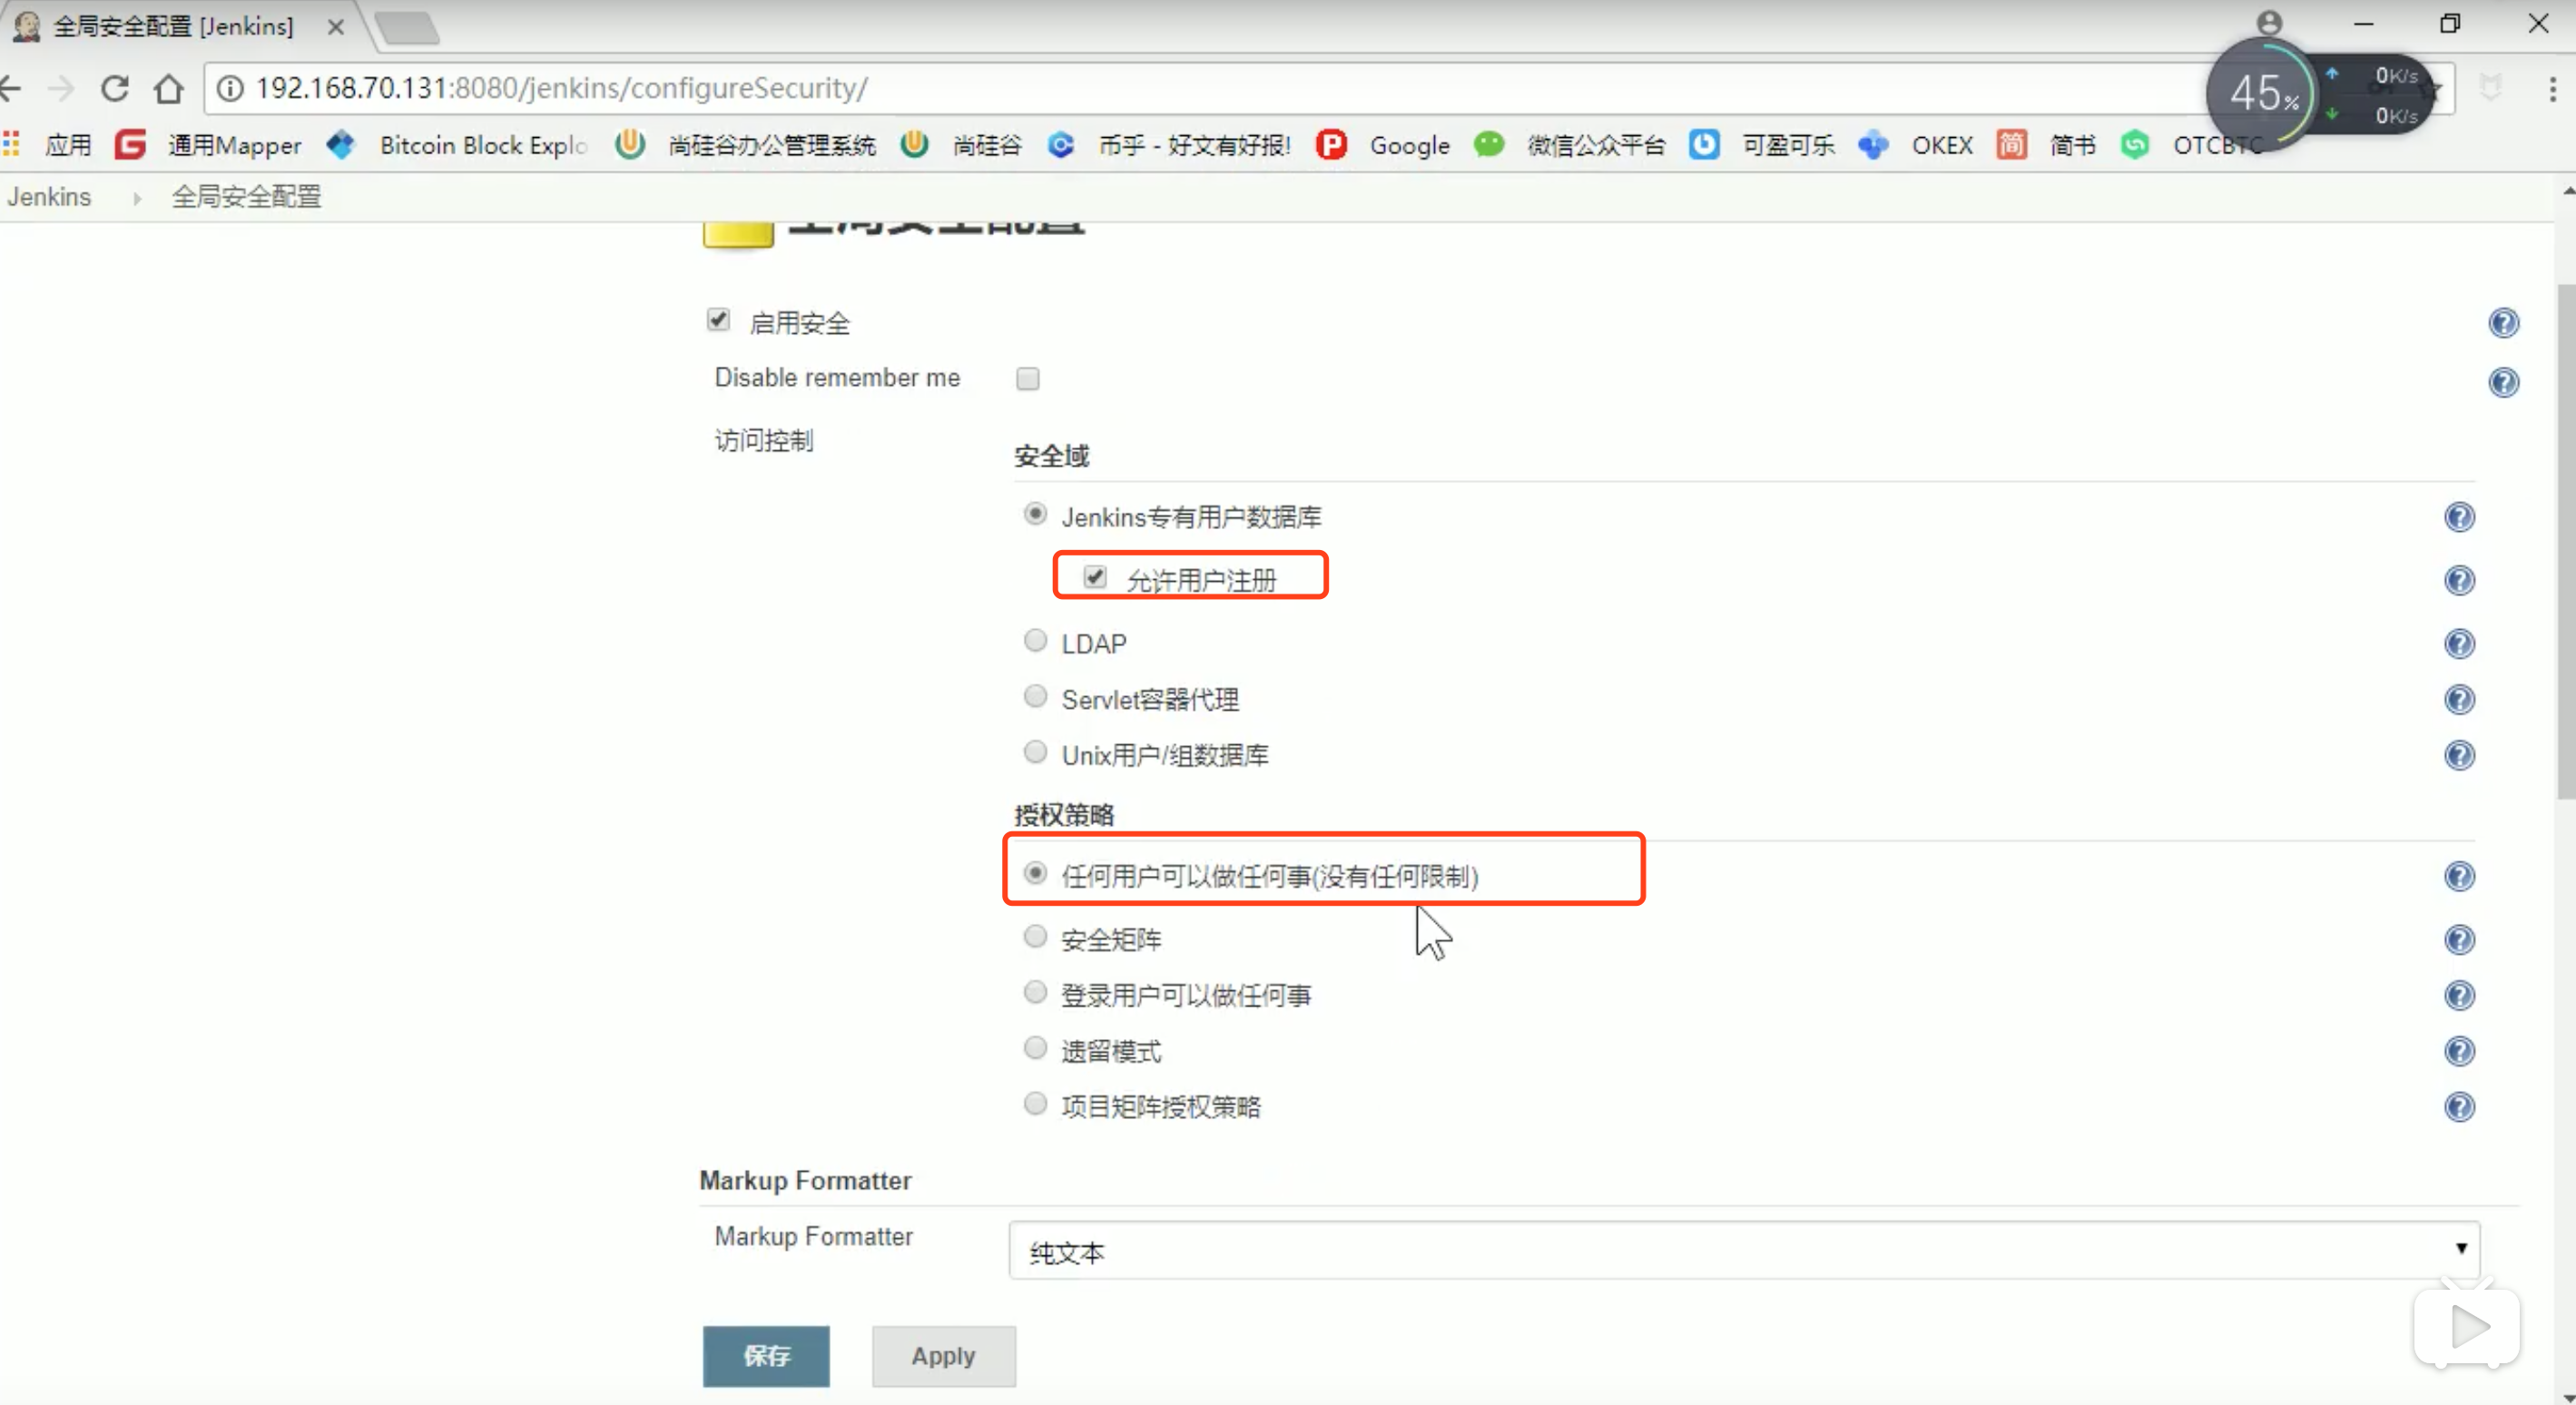 全局安全配置 [Jenkins]
192.168.70.131:8080/jenkins/configureSecurity/
45%
0K/s
0K/s
应用 通用Mapper Bitcoin Block Explo 尚硅谷办公管理系统 尚硅谷 币乎 - 好文有好报! Google 微信公众平台 可盈可乐 OKEX 简 简书 OTCBTC
Jenkins 全局安全配置
全局安全配置
启用安全
Disable remember me
访问控制
安全域
Jenkins专有用户数据库
允许用户注册
LDAP
Servlet容器代理
Unix用户/组数据库
授权策略
任何用户可以做任何事(没有任何限制)
安全矩阵
登录用户可以做任何事
遗留模式
项目矩阵授权策略
Markup Formatter
Markup Formatter
纯文本
保存
Apply